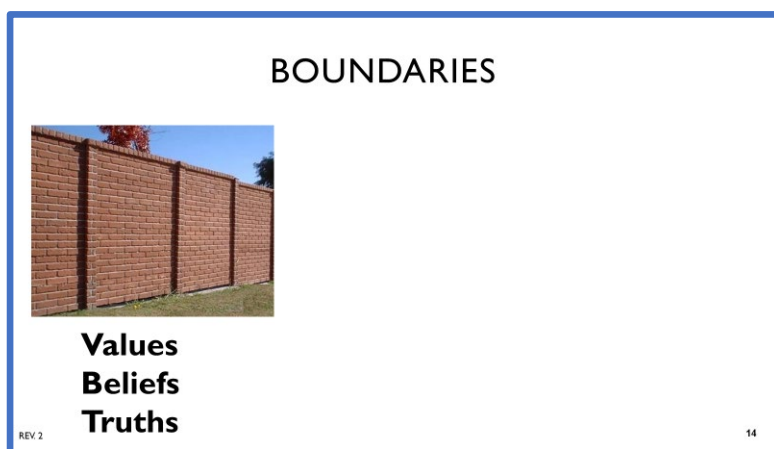 BOUNDARIES
Values
Beliefs
Truths
REV. 2
14